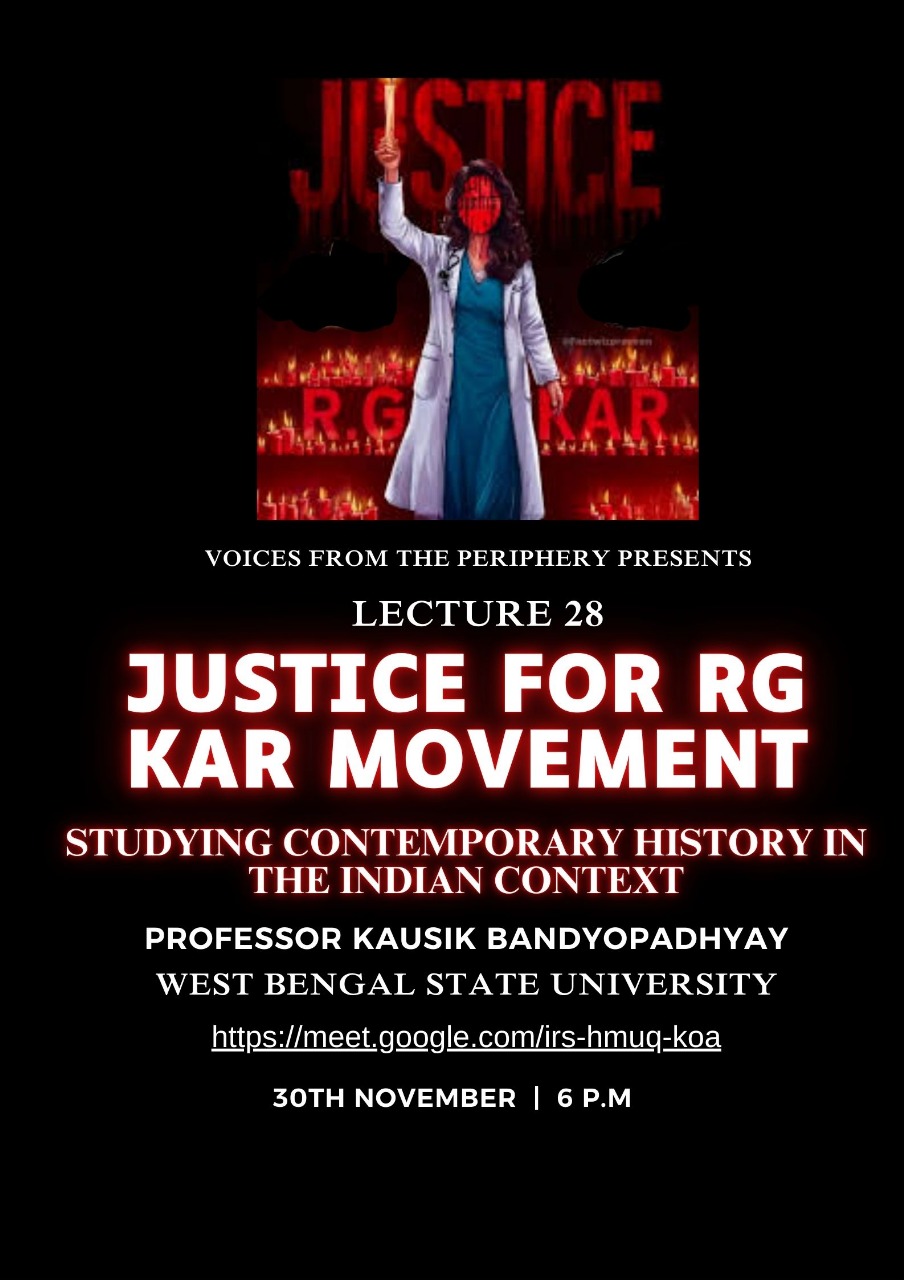 JUSTICE
R.G KAR
VOICES FROM THE PERIPHERY PRESENTS
LECTURE 28
JUSTICE FOR RG
KAR MOVEMENT
STUDYING CONTEMPORARY HISTORY IN
THE INDIAN CONTEXT
PROFESSOR KAUSIK BANDYOPADHYAY
WEST BENGAL STATE UNIVERSITY
https://meet.google.com/irs-hmuq-koa
30TH NOVEMBER | 6 P.M